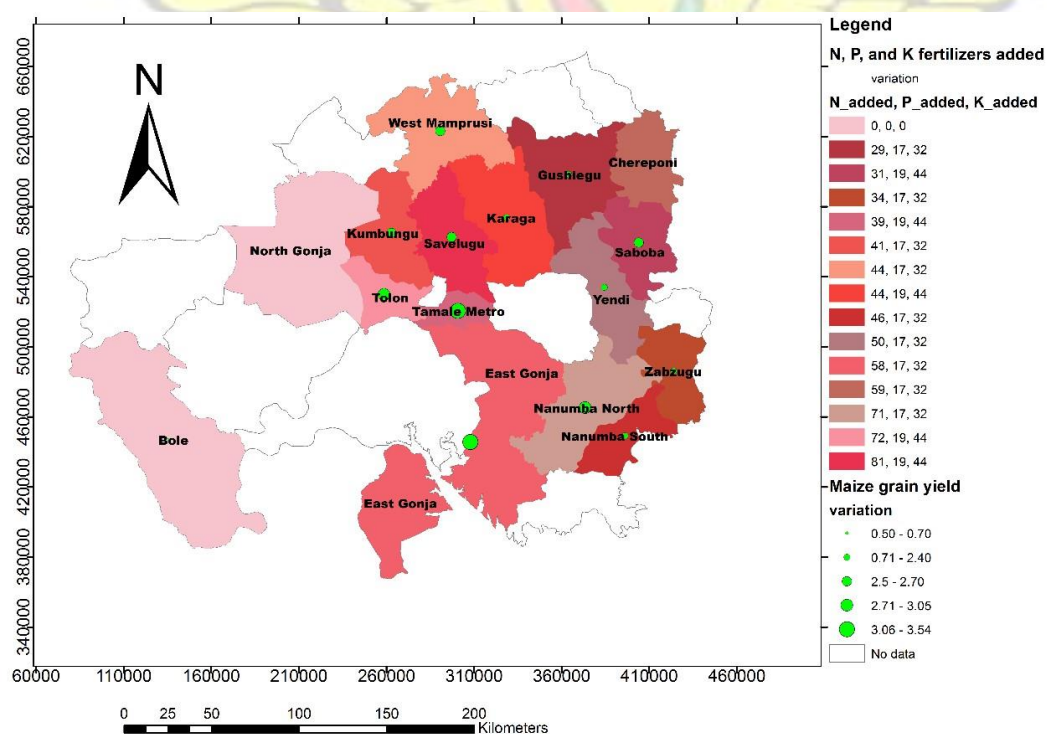 Legend
N, P, and K fertilizers added
variation
N_added, P_added, K_added
0, 0, 0
29, 17, 32
31, 19, 44
34, 17, 32
39, 19, 44
41, 17, 32
44, 17, 32
44, 19, 44
46, 17, 32
50, 17, 32
58, 17, 32
59, 17, 32
71, 17, 32
72, 19, 44
81, 19, 44
Maize grain yield
variation
0.50 - 0.70
0.71 - 2.40
2.5 - 2.70
2.71 - 3.05
3.06 - 3.54
No data
N
West Mamprusi
Gushiegu
Chereponi
Karaga
Kumbungu
Savelugu
North Gonja
Saboba
Tolon
Yendi
Tamale Metro
East Gonja
Zabzugu
Nanumba North
Nanumba South
Bole
East Gonja
660000
620000
580000
540000
500000
460000
420000
380000
340000
60000 110000 160000 210000 260000 310000 360000 410000 460000
0 25 50 100 150 200
Kilometers